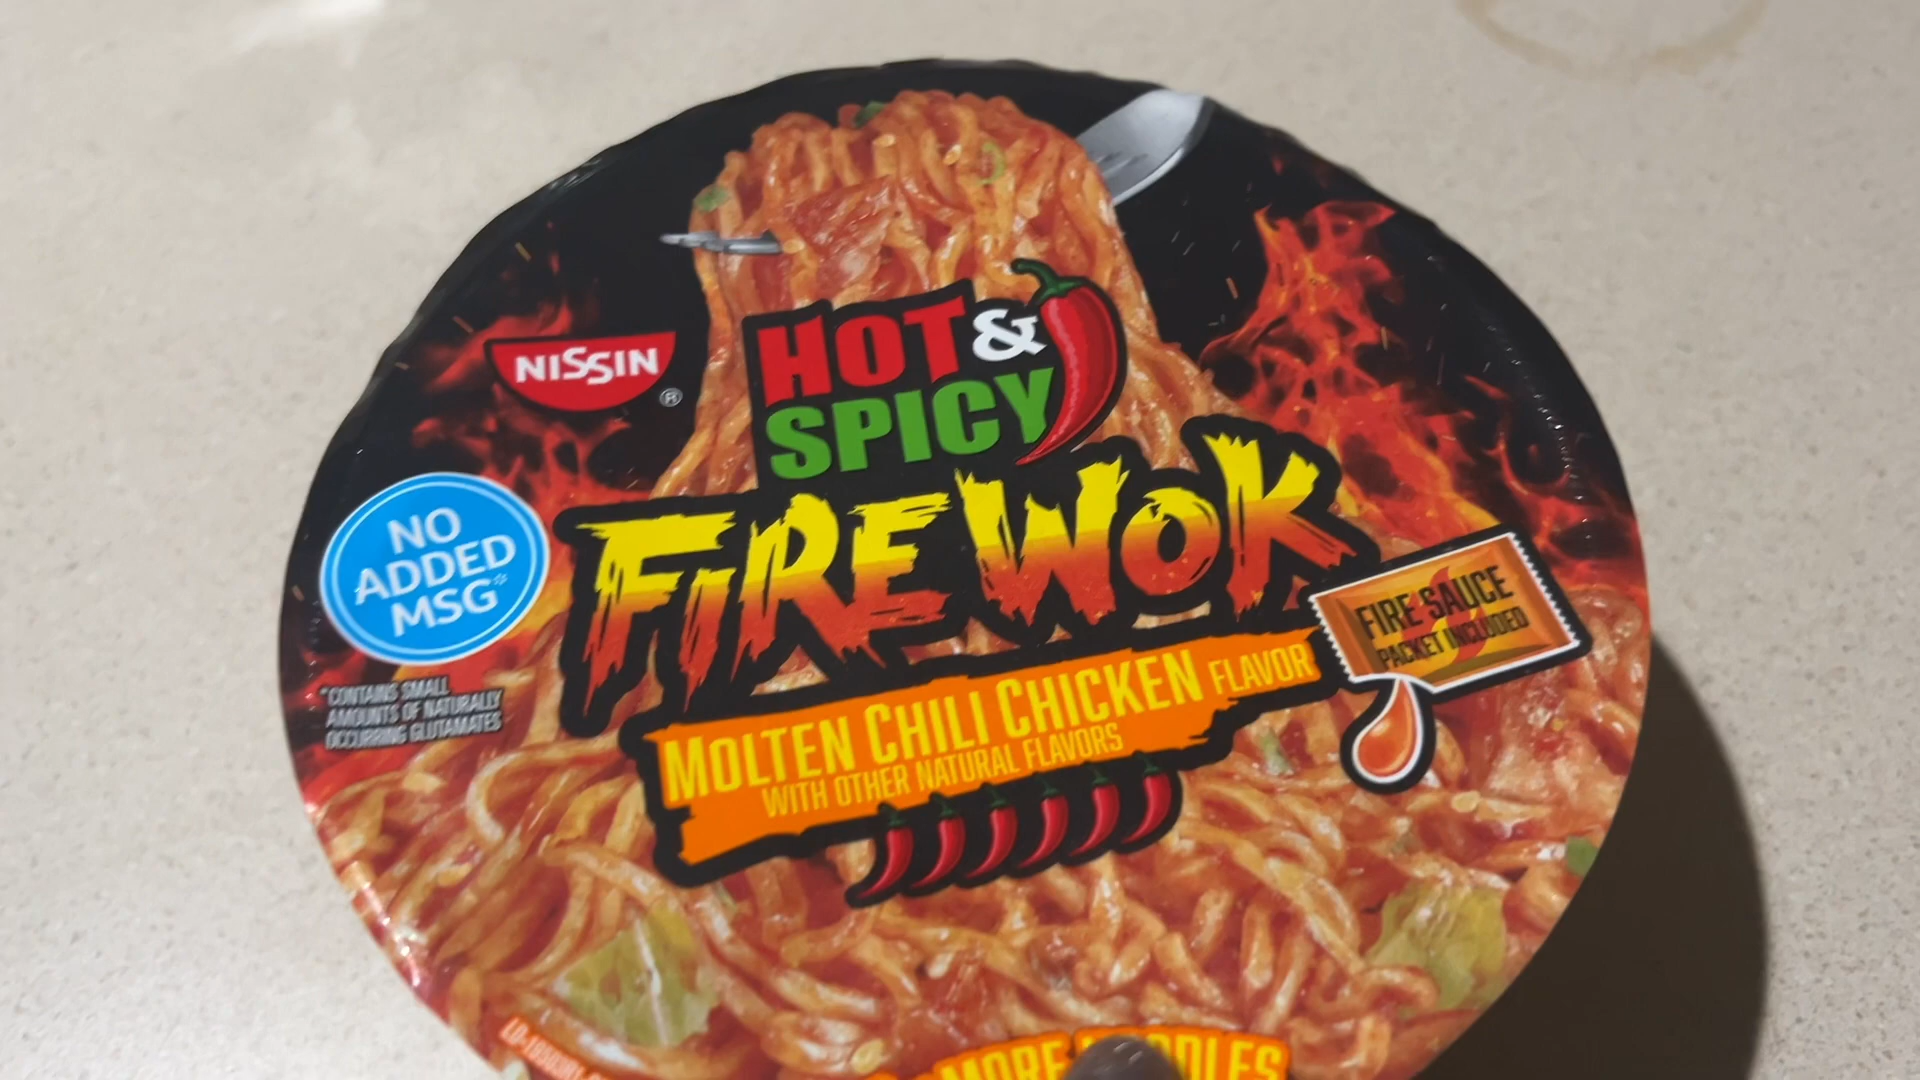 NISSIN
®
HOT &
SPICY
FIRE WOK
NO
ADDED
MSG*
*CONTAINS SMALL
AMOUNTS OF NATURALLY
OCCURRING GLUTAMATES
FIRE SAUCE
PACKET INCLUDED
MOLTEN CHILI CHICKEN FLAVOR
WITH OTHER NATURAL FLAVORS
MORE